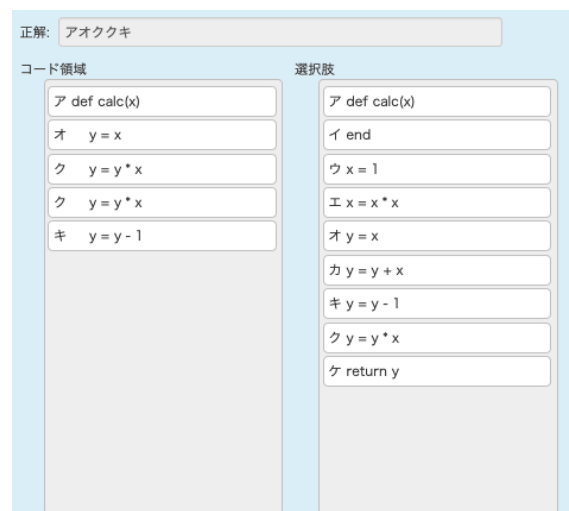 正解: アオククキ
コード領域
ア def calc(x)
オ y = x
ク y = y * x
ク y = y * x
キ y = y - 1
選択肢
ア def calc(x)
イ end
ウ x = 1
エ x = x * x
オ y = x
カ y = y + x
キ y = y - 1
ク y = y * x
ケ return y